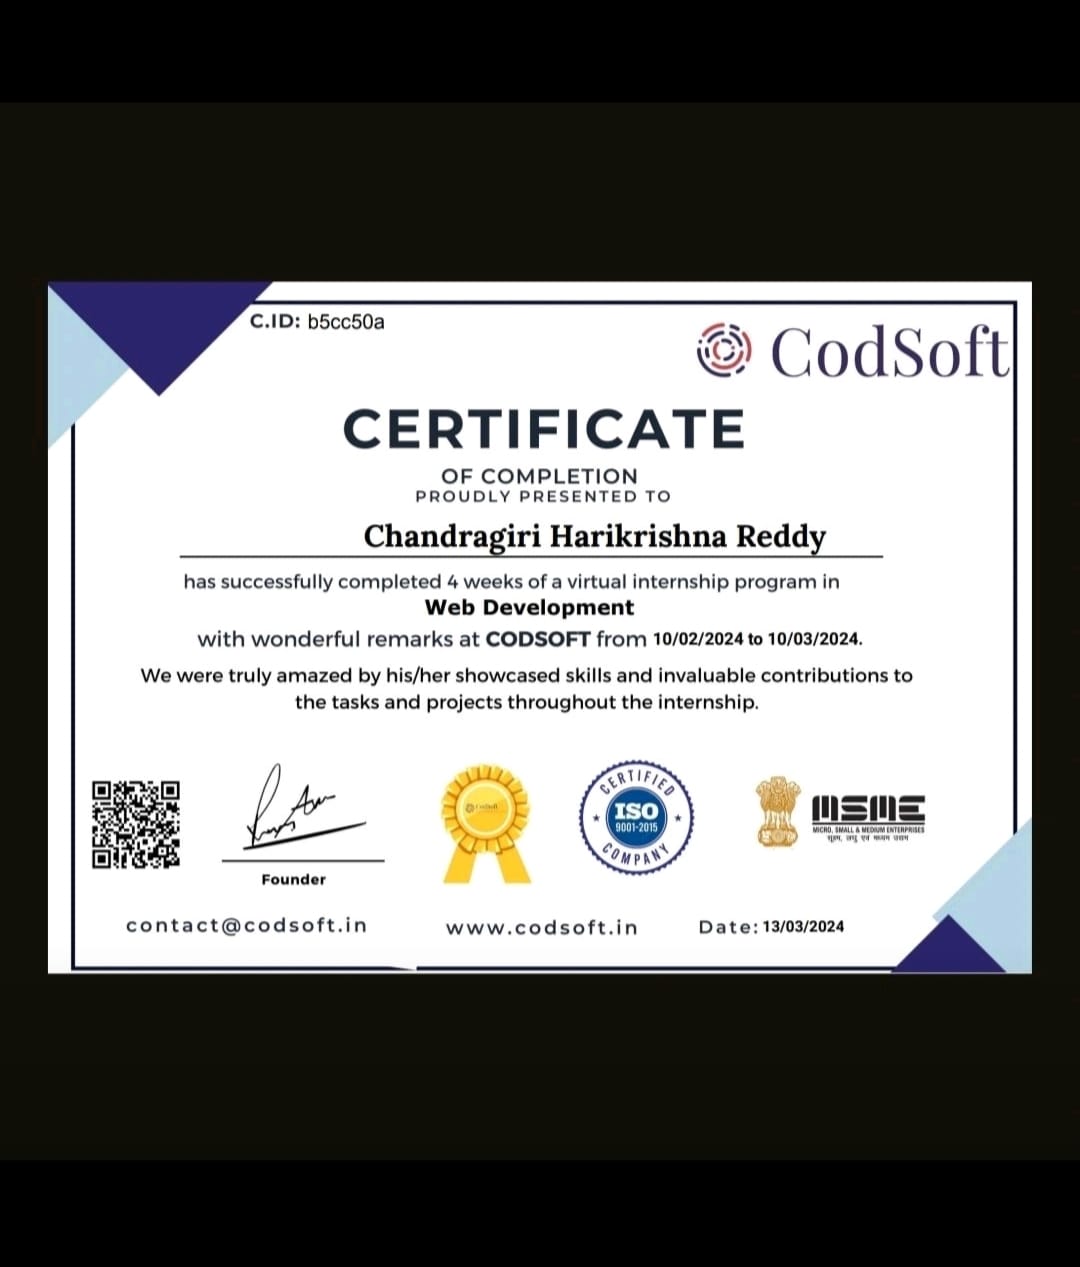 C.ID: b5cc50a
CodSoft
CERTIFICATE
OF COMPLETION
PROUDLY PRESENTED TO
Chandragiri Harikrishna Reddy
has successfully completed 4 weeks of a virtual internship program in
Web Development
with wonderful remarks at CODSOFT from 10/02/2024 to 10/03/2024.
We were truly amazed by his/her showcased skills and invaluable contributions to
the tasks and projects throughout the internship.
CodSoft
CERTIFIED
ISO
9001-2015
COMPANY
MSME
MICRO, SMALL & MEDIUM ENTERPRISES
सूक्ष्म, लघु एवं मध्यम उद्यम
Founder
contact@codsoft.in
www.codsoft.in
Date: 13/03/2024